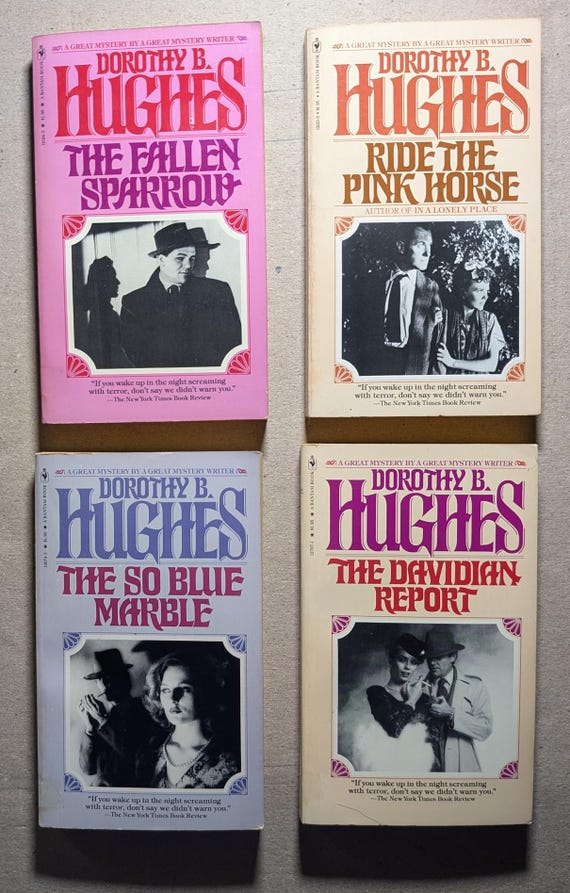 A GREAT MYSTERY BY A GREAT MYSTERY WRITER
DOROTHY B.
HUGHES
THE FALLEN
SPARROW
"If you wake up in the night screaming
with terror, don't say we didn't warn you."
—The New York Times Book Review
A GREAT MYSTERY BY A GREAT MYSTERY WRITER
DOROTHY B.
HUGHES
RIDE THE
PINK HORSE
AUTHOR OF IN A LONELY PLACE
"If you wake up in the night screaming
with terror, don't say we didn't warn you."
—The New York Times Book Review
A GREAT MYSTERY BY A GREAT MYSTERY WRITER
DOROTHY B.
HUGHES
THE SO BLUE
MARBLE
"If you wake up in the night screaming
with terror, don't say we didn't warn you."
—The New York Times Book Review
A GREAT MYSTERY BY A GREAT MYSTERY WRITER
DOROTHY B.
HUGHES
THE DAVIDIAN
REPORT
"If you wake up in the night screaming
with terror, don't say we didn't warn you."
—The New York Times Book Review
A BANTAM BOOK